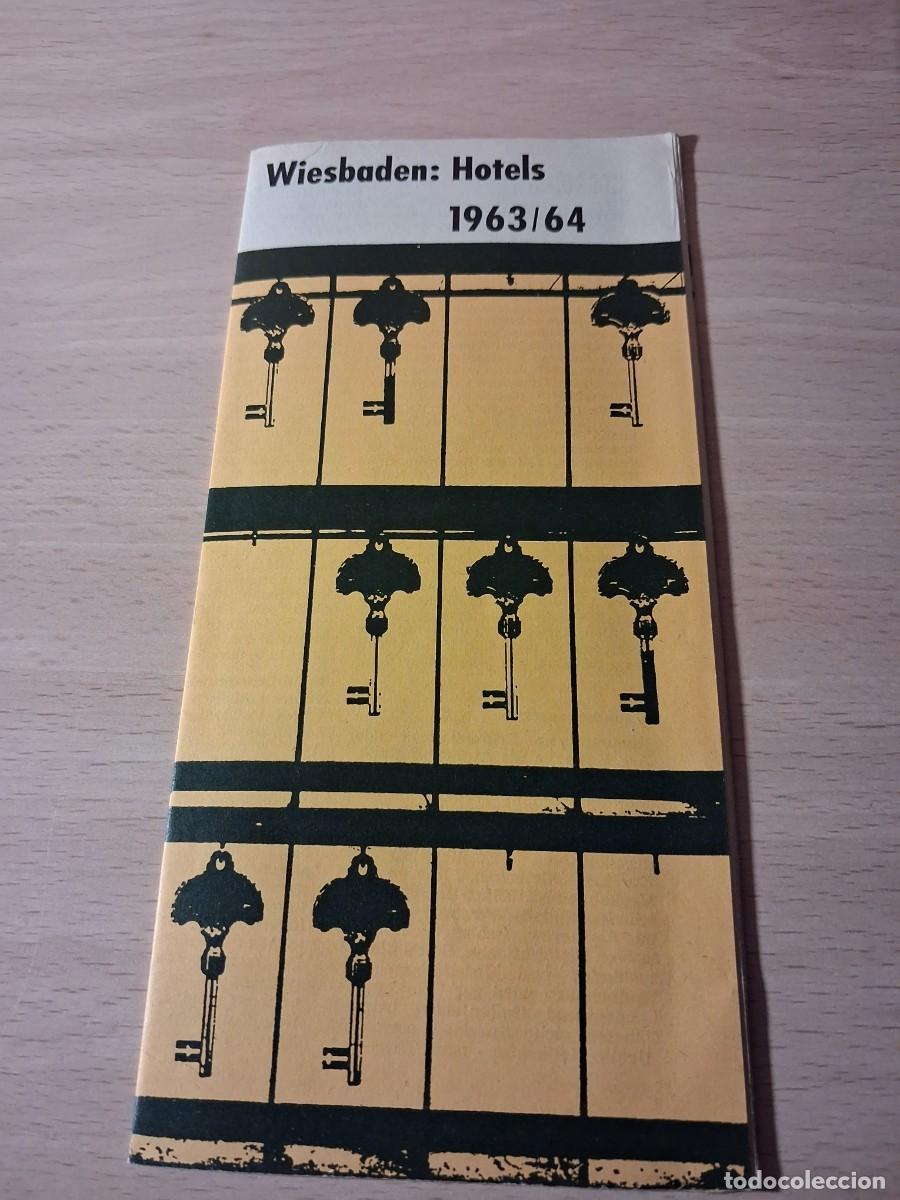 Wiesbaden: Hotels
1963/64
todocoleccion